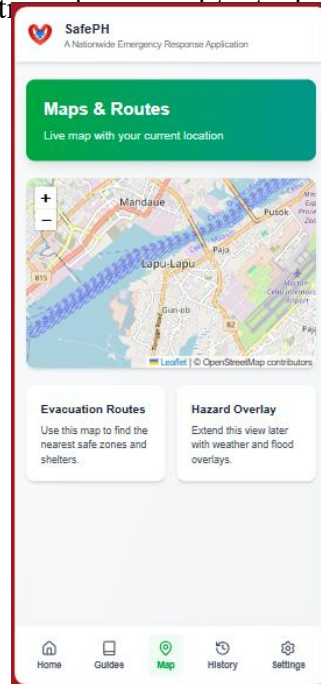 SafePH
A Nationwide Emergency Response Application
Maps & Routes
Live map with your current location
+
−
Mandaue
Pusok
Paja
815
Lapu-Lapu
Gun-ob
82
Leaflet | © OpenStreetMap contributors
Evacuation Routes
Use this map to find the
nearest safe zones and
shelters.
Hazard Overlay
Extend this view later
with weather and flood
overlays.
Home
Guides
Map
History
Settings